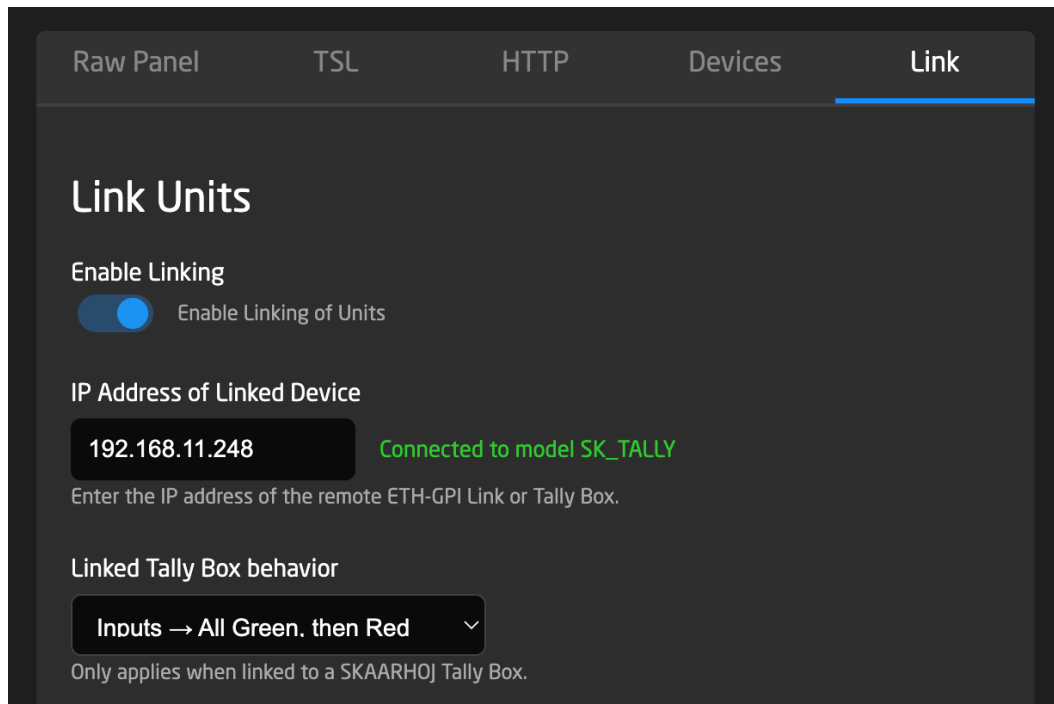 Raw Panel TSL HTTP Devices Link
Link Units
Enable Linking
Enable Linking of Units
IP Address of Linked Device
192.168.11.248 Connected to model SK_TALLY
Enter the IP address of the remote ETH-GPI Link or Tally Box.
Linked Tally Box behavior
Inputs → All Green, then Red
Only applies when linked to a SKAARHOJ Tally Box.